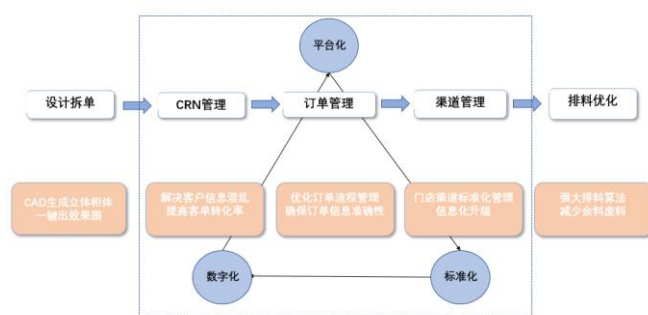 平台化
设计拆单
CRN管理
订单管理
渠道管理
排料优化
CAD生成立体柜体
一键出效果图
解决客户信息混乱
提高客单转化率
优化订单流程管理
确保订单信息准确性
门店渠道标准化管理
信息化升级
强大排料算法
减少余料废料
数字化
标准化